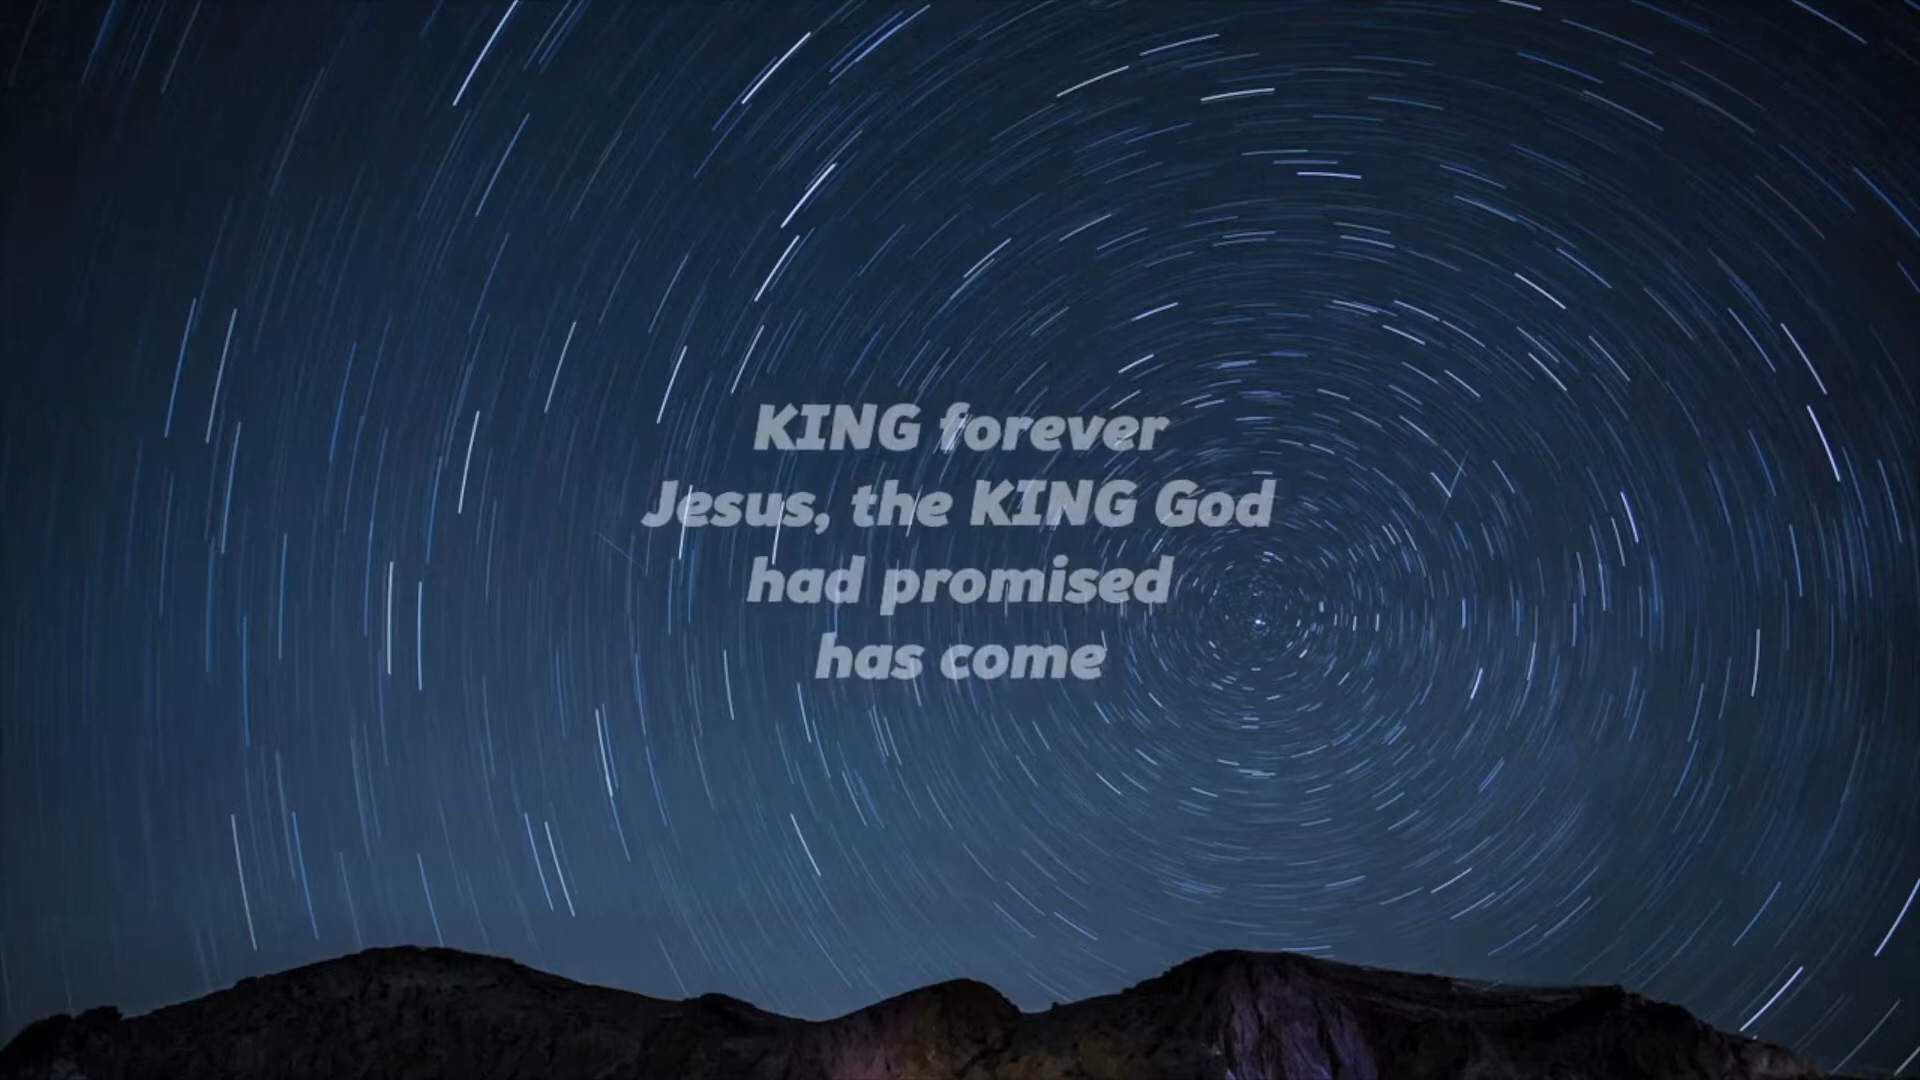 KING forever
Jesus, the KING God
had promised
has come